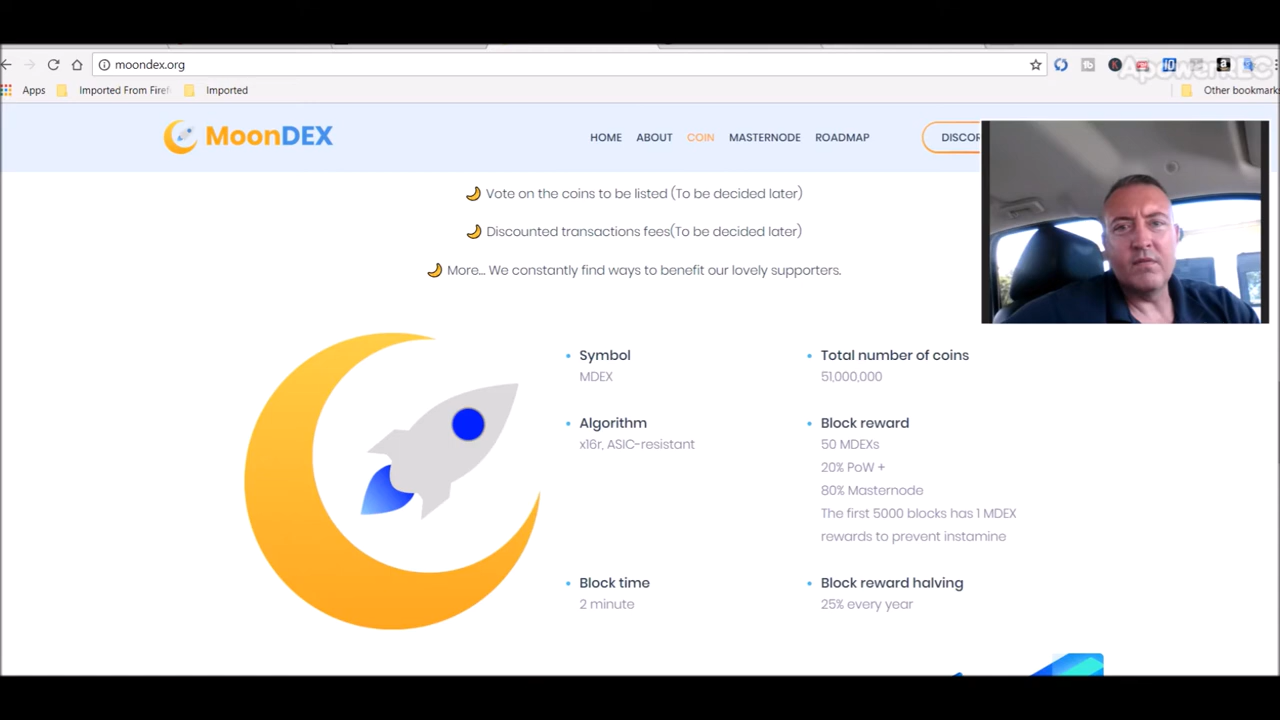 ApowerREC
moondex.org
Apps
Imported From Firef
Imported
Other bookmarks
MoonDEX
HOME
ABOUT
COIN
MASTERNODE
ROADMAP
DISCOR
Vote on the coins to be listed (To be decided later)
Discounted transactions fees(To be decided later)
More... We constantly find ways to benefit our lovely supporters.
Symbol
MDEX
Total number of coins
51,000,000
Algorithm
x16r, ASIC-resistant
Block reward
50 MDEXs
20% PoW +
80% Masternode
The first 5000 blocks has 1 MDEX
rewards to prevent instamine
Block time
2 minute
Block reward halving
25% every year